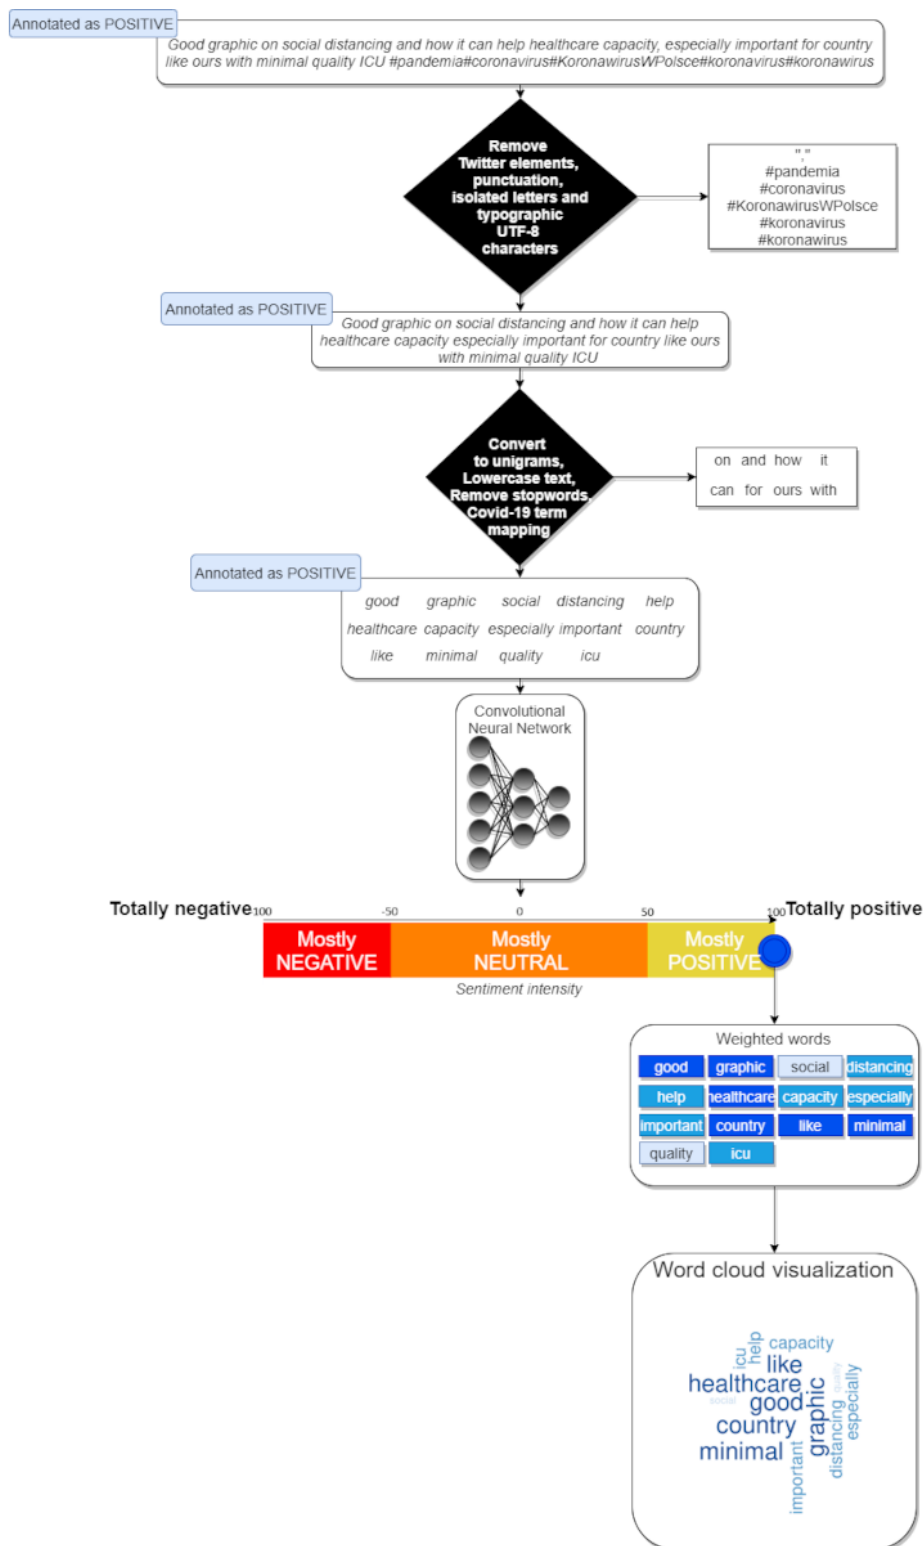 Annotated as POSITIVE
Good graphic on social distancing and how it can help healthcare capacity, especially important for country
like ours with minimal quality ICU #pandemia#coronavirus#KoronawirusWPolsce#koronavirus#koronawirus
Remove
Twitter elements,
punctuation,
isolated letters and
typographic
UTF-8
characters
","
#pandemia
#coronavirus
#KoronawirusWPolsce
#koronavirus
#koronawirus
Annotated as POSITIVE
Good graphic on social distancing and how it can help
healthcare capacity especially important for country like ours
with minimal quality ICU
Convert
to unigrams,
Lowercase text,
Remove stopwords,
Covid-19 term
mapping
on and how it
can for ours with
Annotated as POSITIVE
good graphic social distancing help
healthcare capacity especially important country
like minimal quality icu
Convolutional
Neural Network
Totally negative -100 -50 0 50 100 Totally positive
Mostly
NEGATIVE
Mostly
NEUTRAL
Mostly
POSITIVE
Sentiment intensity
Weighted words
good graphic social distancing
help healthcare capacity especially
important country like minimal
quality icu
Word cloud visualization
icu
help
capacity
like
healthcare
quality
social
good
graphic
especially
country
distancing
minimal
important